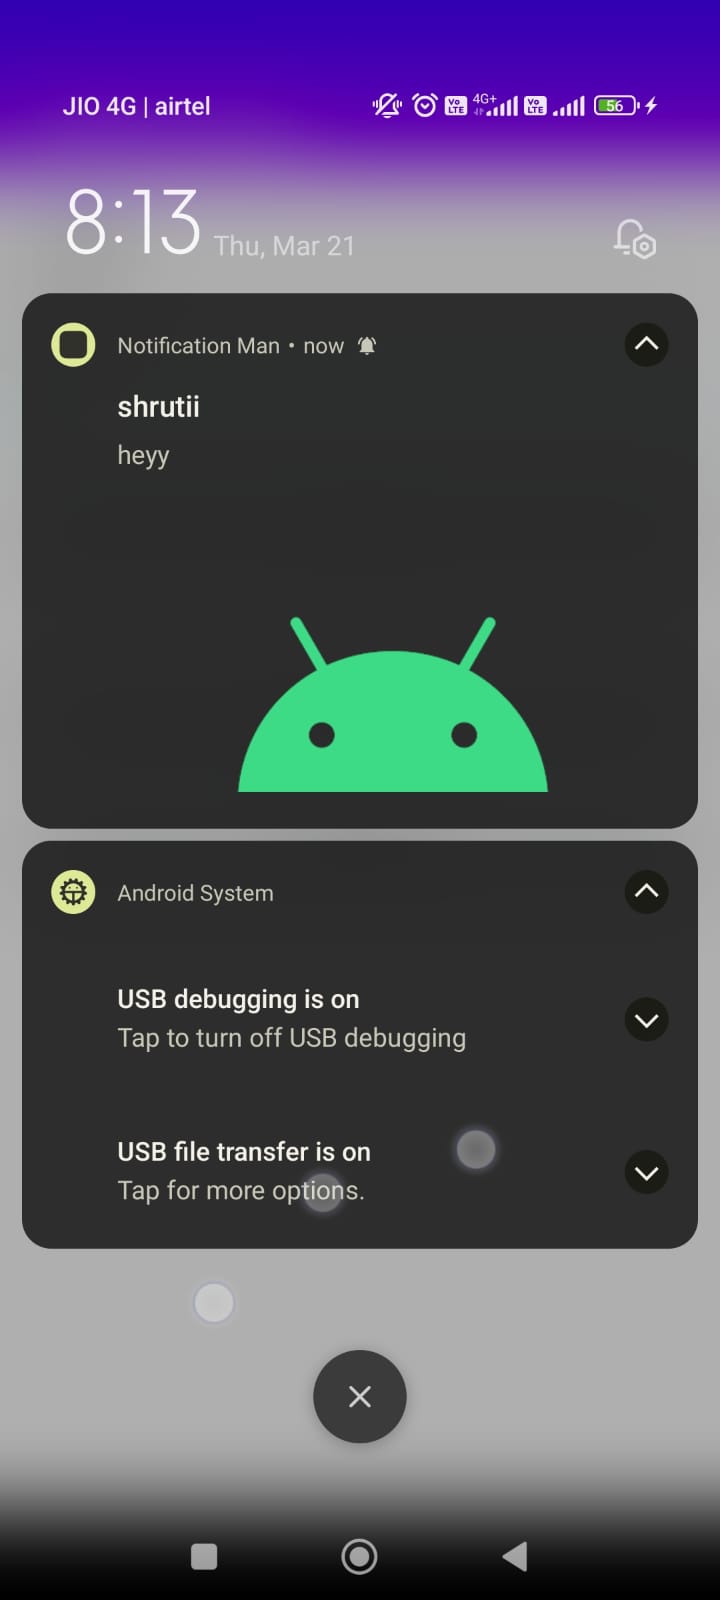 JIO 4G | airtel
Vo LTE 4G+ Vo LTE 56
8:13 Thu, Mar 21
Notification Man • now
shrutii
heyy
Android System
USB debugging is on
Tap to turn off USB debugging
USB file transfer is on
Tap for more options.